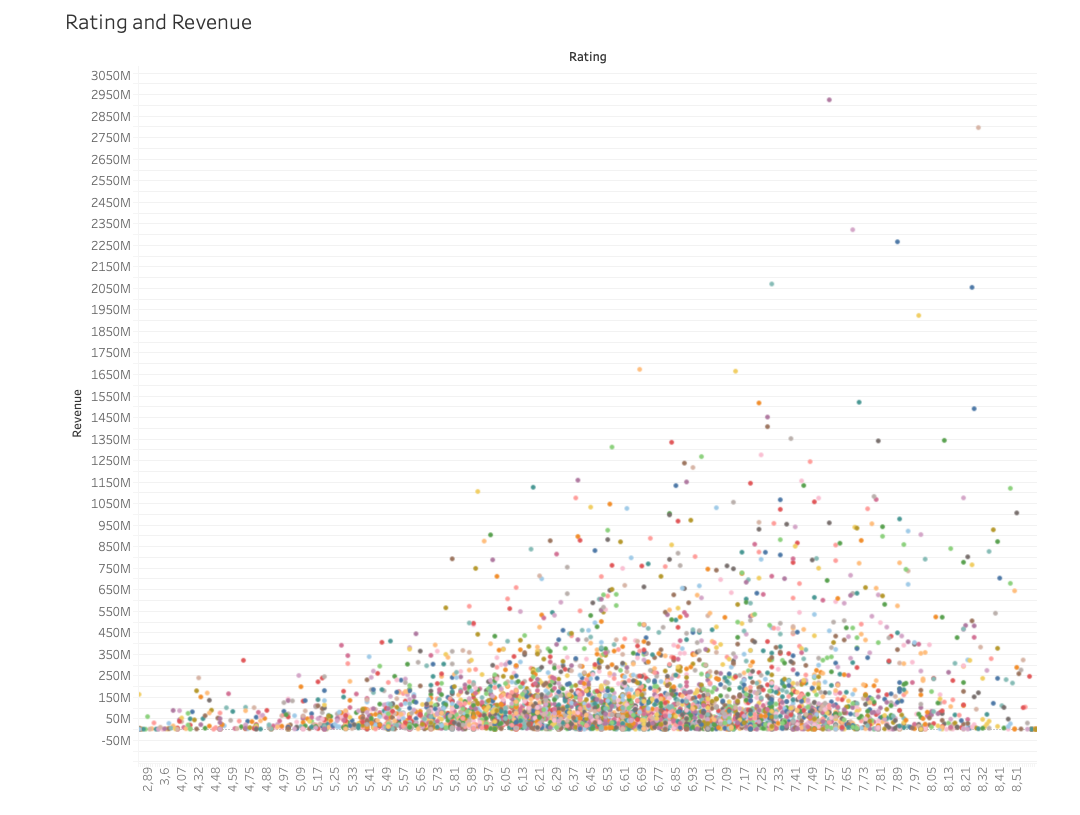 Rating and Revenue
Rating
3050M
2950M
2850M
2750M
2650M
2550M
2450M
2350M
2250M
2150M
2050M
1950M
1850M
1750M
1650M
1550M
1450M
1350M
1250M
1150M
1050M
950M
850M
750M
650M
550M
450M
350M
250M
150M
50M
-50M
Revenue
2,89
3,6
4,07
4,32
4,48
4,59
4,75
4,88
4,97
5,09
5,17
5,25
5,33
5,41
5,49
5,57
5,65
5,73
5,81
5,89
5,97
6,05
6,13
6,21
6,29
6,37
6,45
6,53
6,61
6,69
6,77
6,85
6,93
7,01
7,09
7,17
7,25
7,33
7,41
7,49
7,57
7,65
7,73
7,81
7,89
7,97
8,05
8,13
8,21
8,32
8,41
8,51